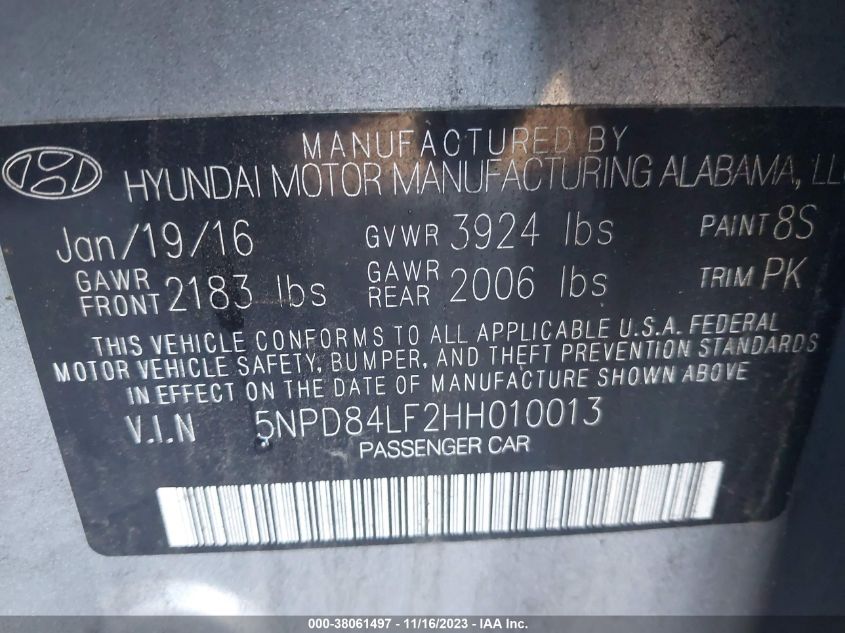 MANUFACTURED BY
HYUNDAI MOTOR MANUFACTURING ALABAMA, LLC
Jan/19/16 GVWR 3924 lbs PAINT 8S
GAWR FRONT 2183 lbs GAWR REAR 2006 lbs TRIM PK
THIS VEHICLE CONFORMS TO ALL APPLICABLE U.S.A. FEDERAL
MOTOR VEHICLE SAFETY, BUMPER, AND THEFT PREVENTION STANDARDS
IN EFFECT ON THE DATE OF MANUFACTURE SHOWN ABOVE
V.I.N 5NPD84LF2HH010013
PASSENGER CAR
000-38061497 - 11/16/2023 - IAA Inc.